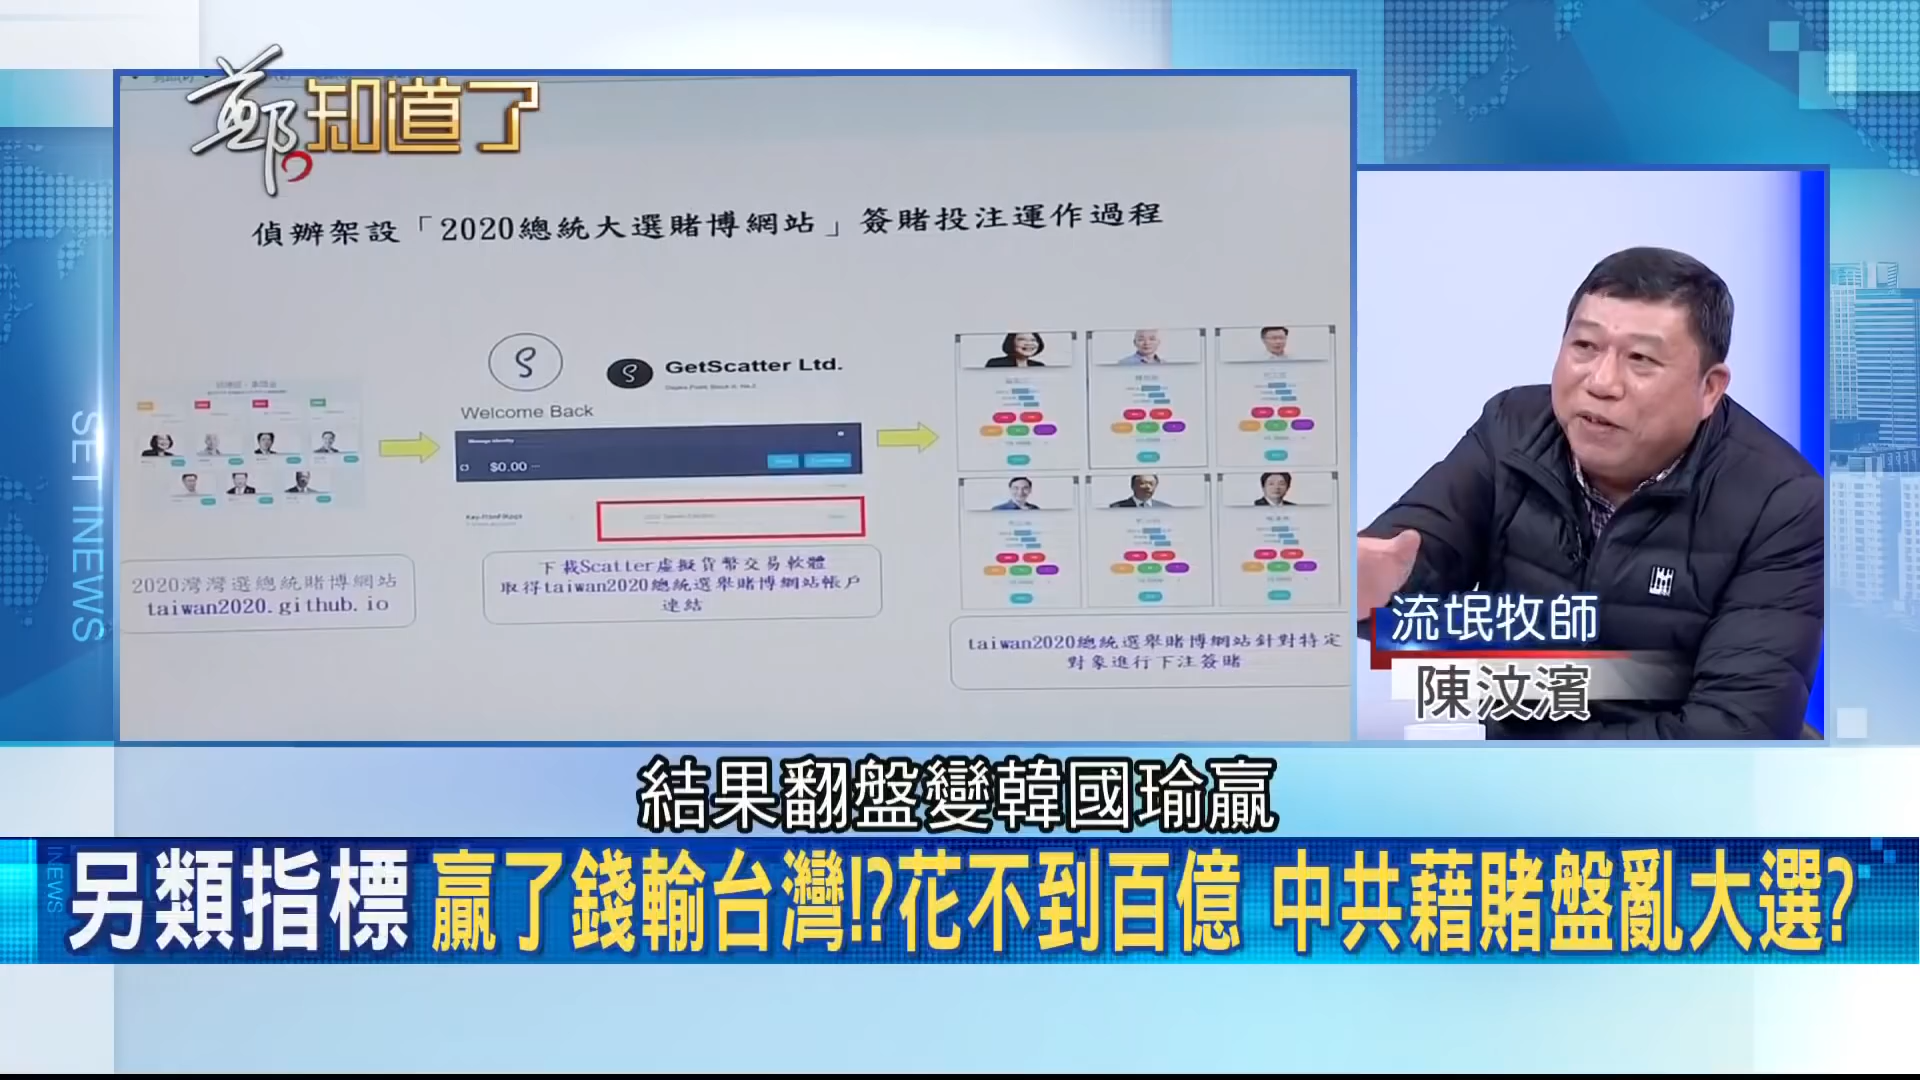 鄭知道了
偵辦架設「2020總統大選賭博網站」簽賭投注運作過程
GetScatter Ltd.
Welcome Back
$0.00
2020灣灣選總統賭博網站
taiwan2020.github.io
下載Scatter虛擬貨幣交易軟體
取得taiwan2020總統選舉賭博網站帳戶
連結
taiwan2020總統選舉賭博網站針對特定
對象進行下注簽賭
SET iNEWS
流氓牧師
陳汶濱
結果翻盤變韓國瑜贏
iNEWS
另類指標 贏了錢輸台灣!?花不到百億 中共藉賭盤亂大選?